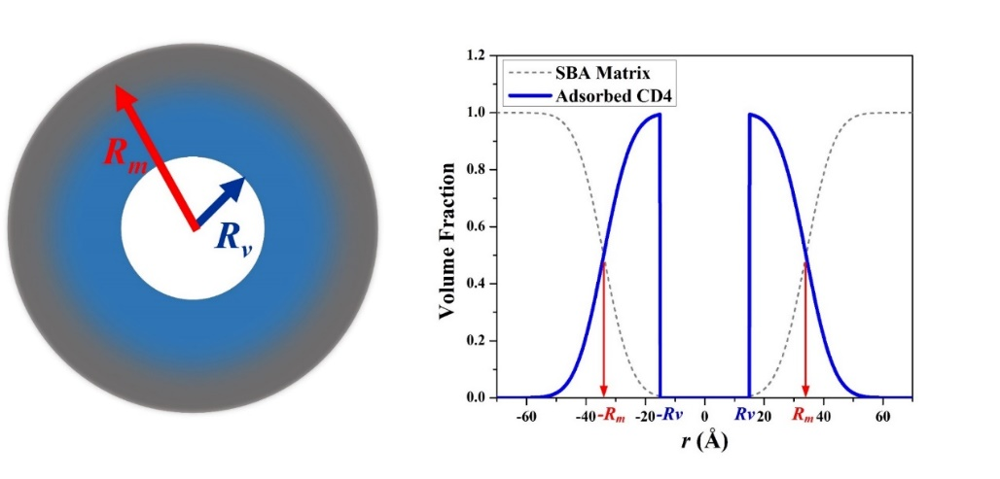 Rm
Rv
1.2
1.0
0.8
0.6
0.4
0.2
0.0
Volume Fraction
SBA Matrix
Adsorbed CD4
-60 -40 -Rm -20 -Rv 0 Rv 20 Rm 40 60
r (Å)